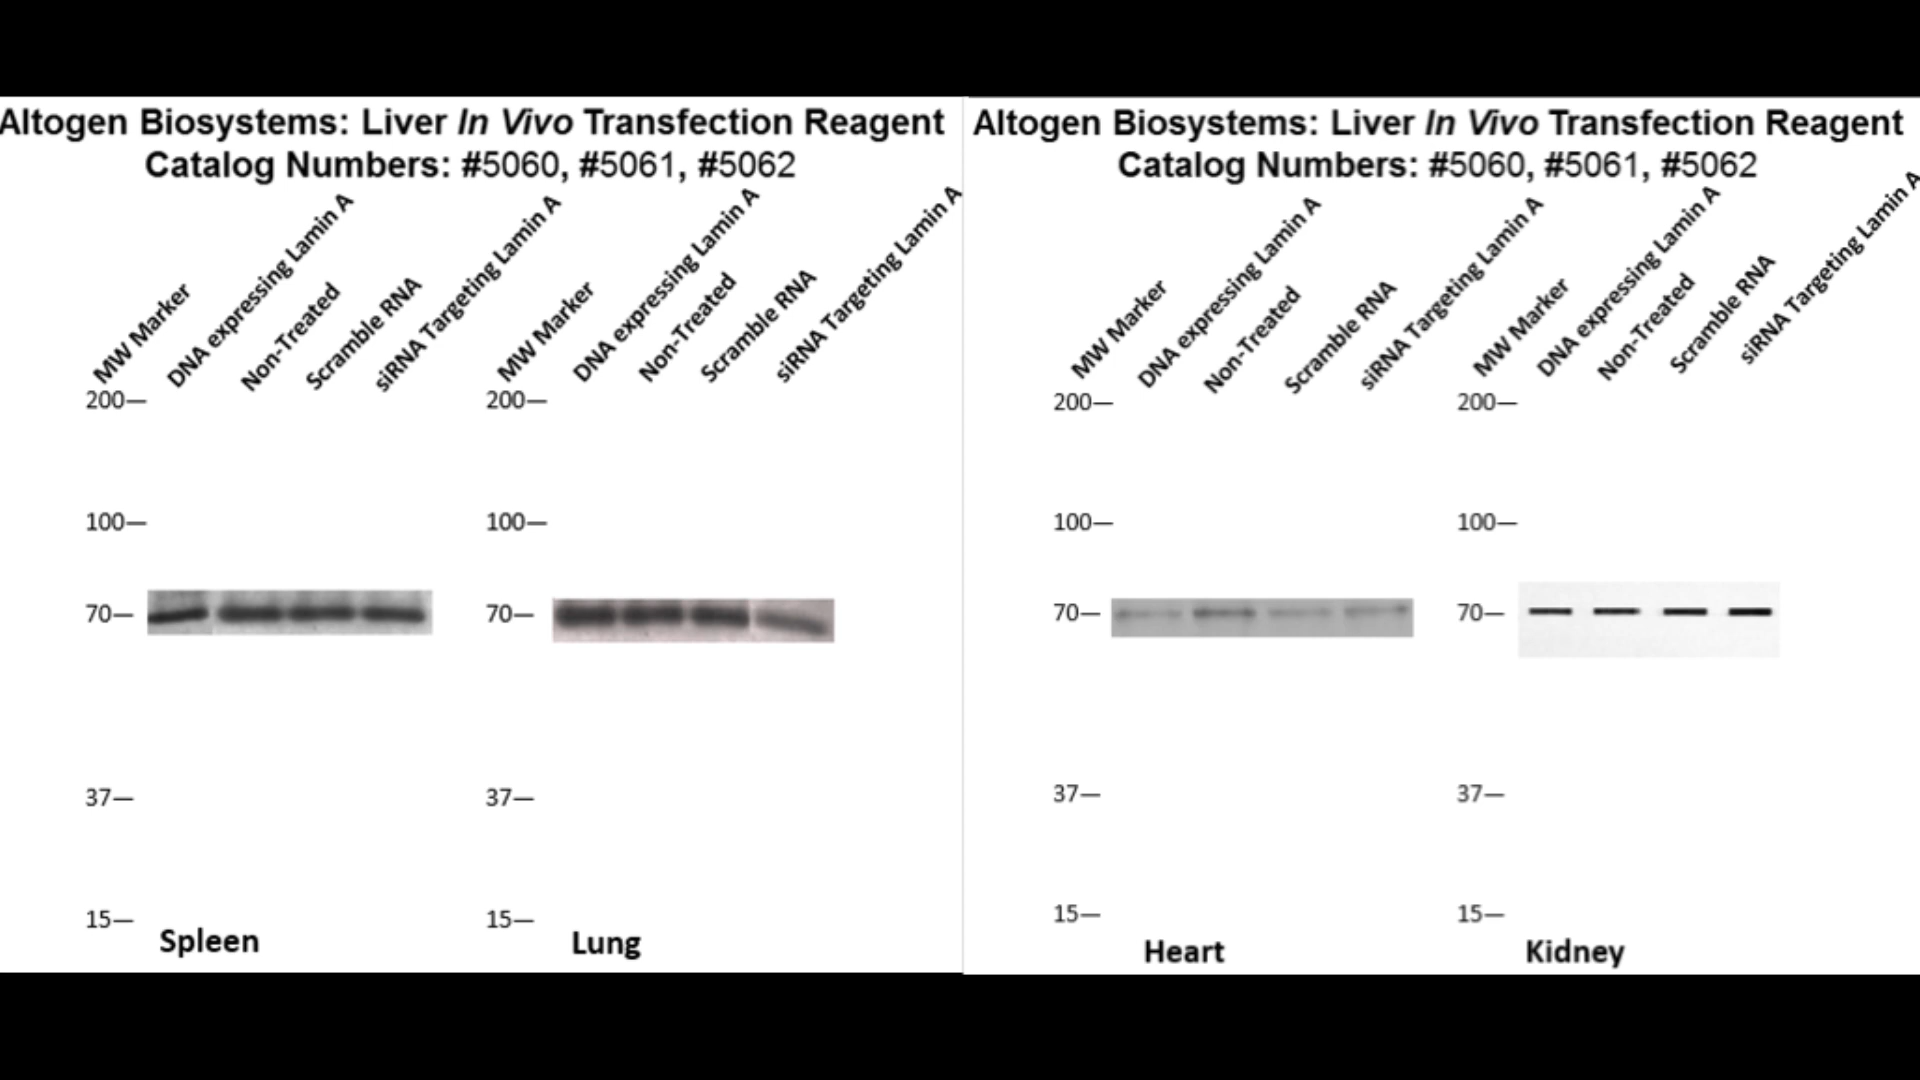 Altogen Biosystems: Liver In Vivo Transfection Reagent
Catalog Numbers: #5060, #5061, #5062
MW Marker
DNA expressing Lamin A
Non-Treated
Scramble RNA
siRNA Targeting Lamin A
200—
100—
70—
37—
15—
Spleen
MW Marker
DNA expressing Lamin A
Non-Treated
Scramble RNA
siRNA Targeting Lamin A
200—
100—
70—
37—
15—
Lung
Altogen Biosystems: Liver In Vivo Transfection Reagent
Catalog Numbers: #5060, #5061, #5062
MW Marker
DNA expressing Lamin A
Non-Treated
Scramble RNA
siRNA Targeting Lamin A
200—
100—
70—
37—
15—
Heart
MW Marker
DNA expressing Lamin A
Non-Treated
Scramble RNA
siRNA Targeting Lamin A
200—
100—
70—
37—
15—
Kidney